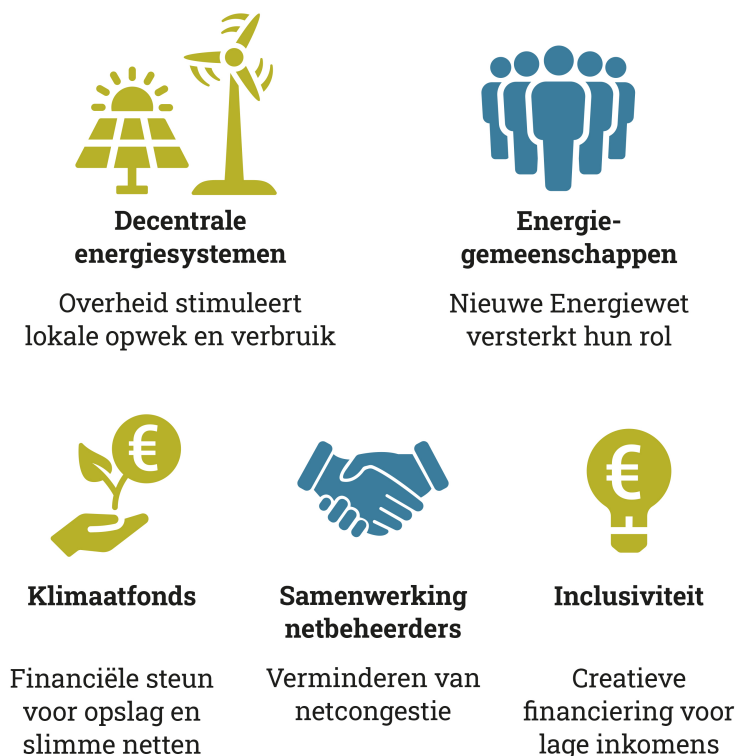 Decentrale
energiesystemen
Overheid stimuleert
lokale opwek en verbruik
Energie-
gemeenschappen
Nieuwe Energiewet
versterkt hun rol
€
Klimaatfonds
Financiële steun
voor opslag en
slimme netten
Samenwerking
netbeheerders
Verminderen van
netcongestie
€
Inclusiviteit
Creatieve
financiering voor
lage inkomens